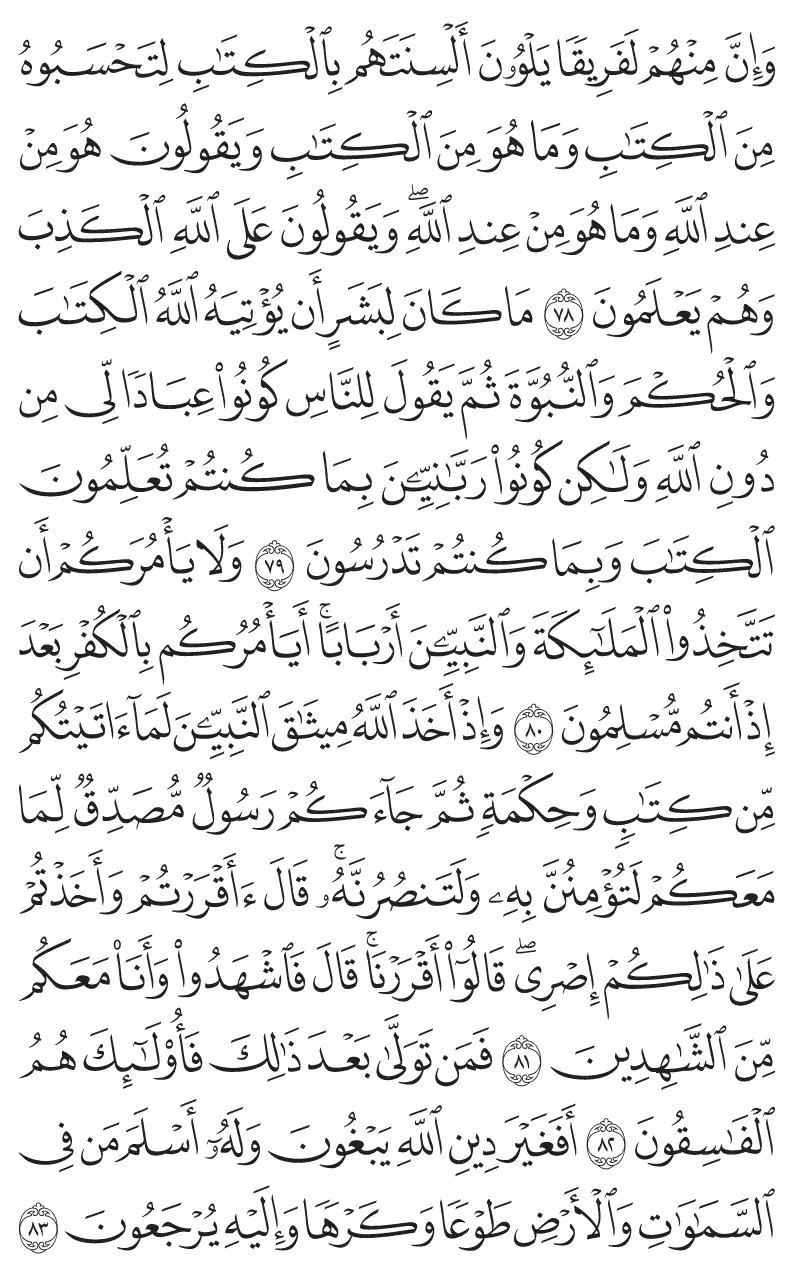 وَإِنَّ مِنْهُمْ لَفَرِيقًا يَلْوُۥنَ أَلْسِنَتَهُم بِٱلْكِتَٰبِ لِتَحْسَبُوهُ
مِنَ ٱلْكِتَٰبِ وَمَا هُوَ مِنَ ٱلْكِتَٰبِ وَيَقُولُونَ هُوَ مِنْ
عِندِ ٱللَّهِ وَمَا هُوَ مِنْ عِندِ ٱللَّهِۖ وَيَقُولُونَ عَلَى ٱللَّهِ ٱلْكَذِبَ
وَهُمْ يَعْلَمُونَ ٧٨ مَا كَانَ لِبَشَرٍ أَن يُؤْتِيَهُ ٱللَّهُ ٱلْكِتَٰبَ
وَٱلْحُكْمَ وَٱلنُّبُوَّةَ ثُمَّ يَقُولَ لِلنَّاسِ كُونُوا۟ عِبَادًا لِّى مِن
دُونِ ٱللَّهِ وَلَٰكِن كُونُوا۟ رَبَّٰنِيِّۦنَ بِمَا كُنتُمْ تُعَلِّمُونَ
ٱلْكِتَٰبَ وَبِمَا كُنتُمْ تَدْرُسُونَ ٧٩ وَلَا يَأْمُرَكُمْ أَن
تَتَّخِذُوا۟ ٱلْمَلَٰٓئِكَةَ وَٱلنَّبِيِّۦنَ أَرْبَابًاۚ أَيَأْمُرُكُم بِٱلْكُفْرِ بَعْدَ
إِذْ أَنتُم مُّسْلِمُونَ ٨٠ وَإِذْ أَخَذَ ٱللَّهُ مِيثَٰقَ ٱلنَّبِيِّۦنَ لَمَآ ءَاتَيْتُكُم
مِّن كِتَٰبٍ وَحِكْمَةٍ ثُمَّ جَآءَكُمْ رَسُولٌ مُّصَدِّقٌ لِّمَا
مَعَكُمْ لَتُؤْمِنُنَّ بِهِۦ وَلَتَنصُرُنَّهُۥۚ قَالَ ءَأَقْرَرْتُمْ وَأَخَذْتُمْ
عَلَىٰ ذَٰلِكُمْ إِصْرِىۖ قَالُوٓا۟ أَقْرَرْنَاۚ قَالَ فَٱشْهَدُوا۟ وَأَنَا۠ مَعَكُم
مِّنَ ٱلشَّٰهِدِينَ ٨١ فَمَن تَوَلَّىٰ بَعْدَ ذَٰلِكَ فَأُو۟لَٰٓئِكَ هُمُ
ٱلْفَٰسِقُونَ ٨٢ أَفَغَيْرَ دِينِ ٱللَّهِ يَبْغُونَ وَلَهُۥٓ أَسْلَمَ مَن فِى
ٱلسَّمَٰوَٰتِ وَٱلْأَرْضِ طَوْعًا وَكَرْهًا وَإِلَيْهِ يُرْجَعُونَ ٨٣